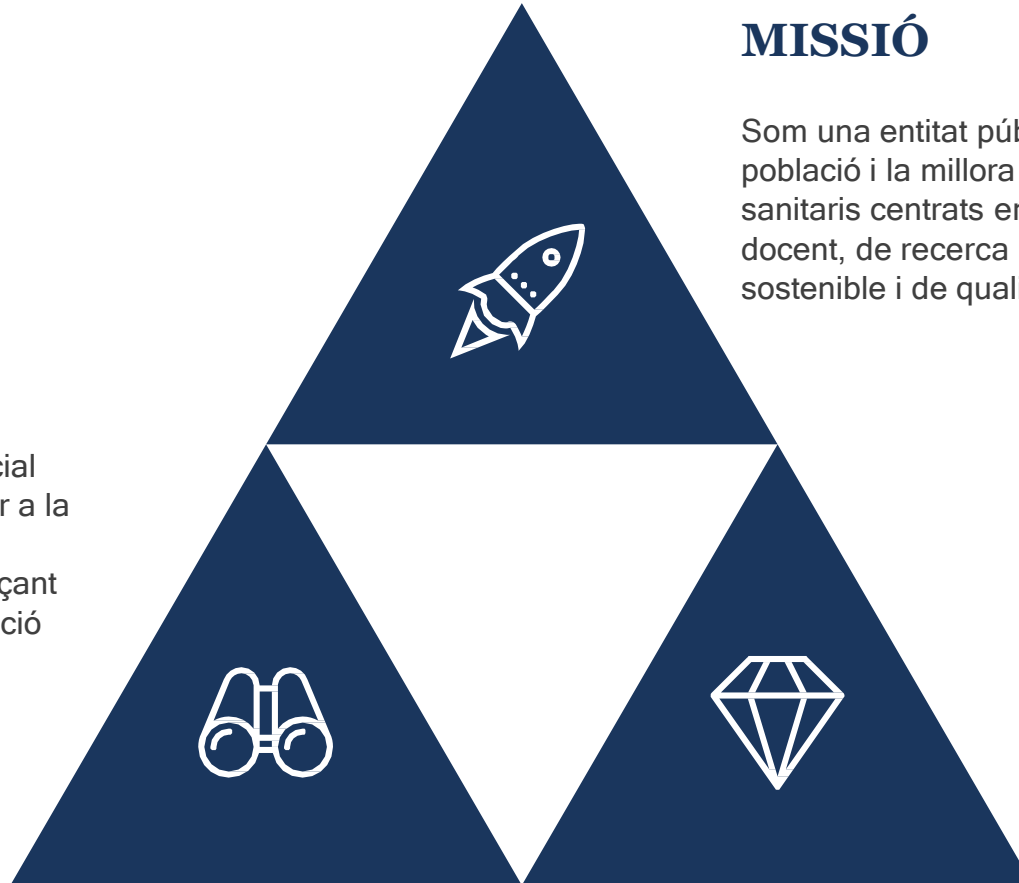 MISSIÓ
Som una entitat púb
població i la millora
sanitaris centrats en
docent, de recerca
sostenible i de quali
cial
r a la
çant
ció